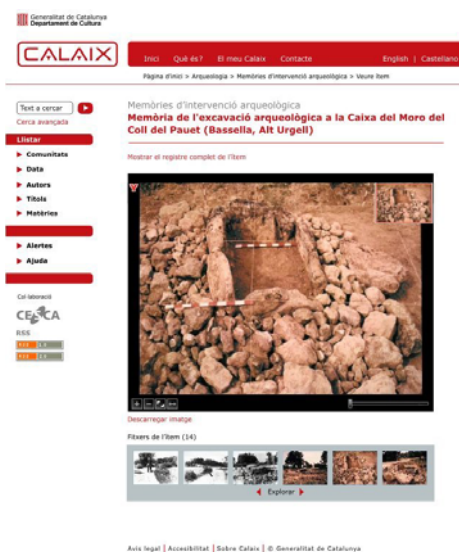 Generalitat de Catalunya
Departament de Cultura
CALAIX
Inici Què és? El meu Calaix Contacte English | Castellano
Pàgina d'inici > Arqueologia > Memòries d'intervenció arqueològica > Veure ítem
Text a cercar
Cerca avançada
Llistar
Comunitats
Data
Autors
Títols
Matèries
Alertes
Ajuda
Col·laboració
CESCA
RSS
Memòries d'intervenció arqueològica
Memòria de l'excavació arqueològica a la Caixa del Moro del
Coll del Pauet (Bassella, Alt Urgell)
Mostrar el registre complet de l'ítem
Descarregar imatge
Fitxers de l'ítem (14)
Explorar
Avís legal | Accessibilitat | Sobre Calaix | © Generalitat de Catalunya